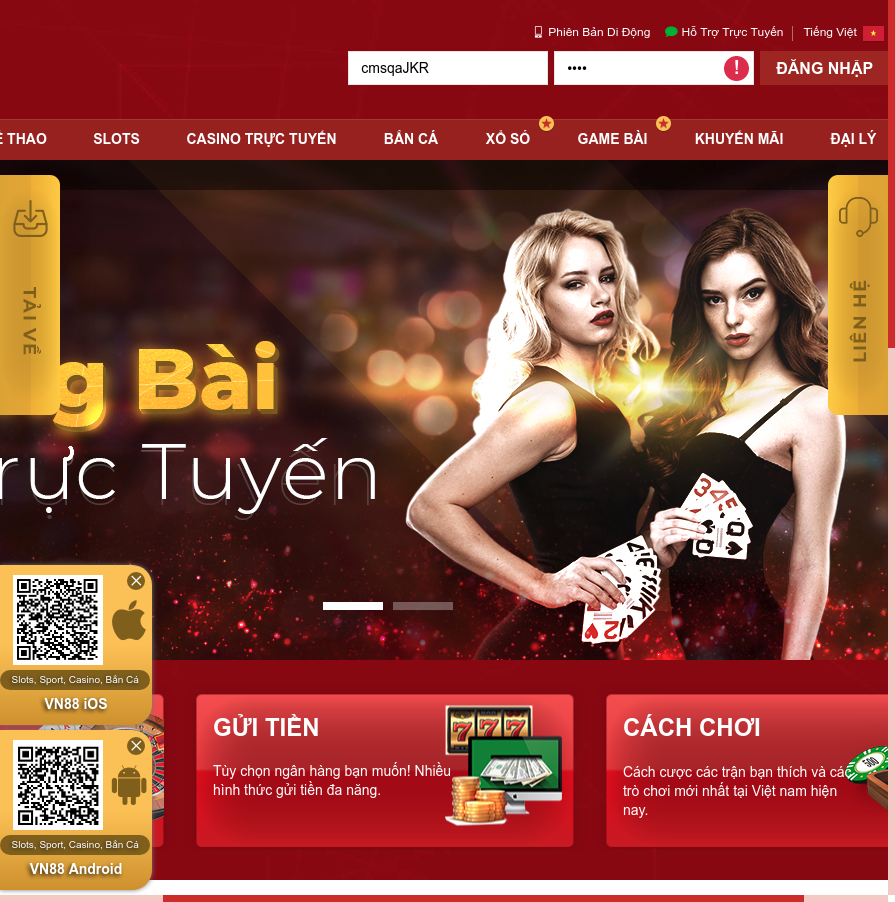 Phiên Bản Di Động Hỗ Trợ Trực Tuyến Tiếng Việt
cmsqaJKR •••• ! ĐĂNG NHẬP
THAO SLOTS CASINO TRỰC TUYẾN BẮN CÁ XỔ SỐ GAME BÀI KHUYẾN MÃI ĐẠI LÝ
TẢI VỀ
LIÊN HỆ
g Bài
rực Tuyến
Slots, Sport, Casino, Bắn Cá
VN88 iOS
Slots, Sport, Casino, Bắn Cá
VN88 Android
GỬI TIỀN
Tùy chọn ngân hàng bạn muốn! Nhiều
hình thức gửi tiền đa năng.
777
CÁCH CHƠI
Cách cược các trận bạn thích và các
trò chơi mới nhất tại Việt nam hiện
nay.
500